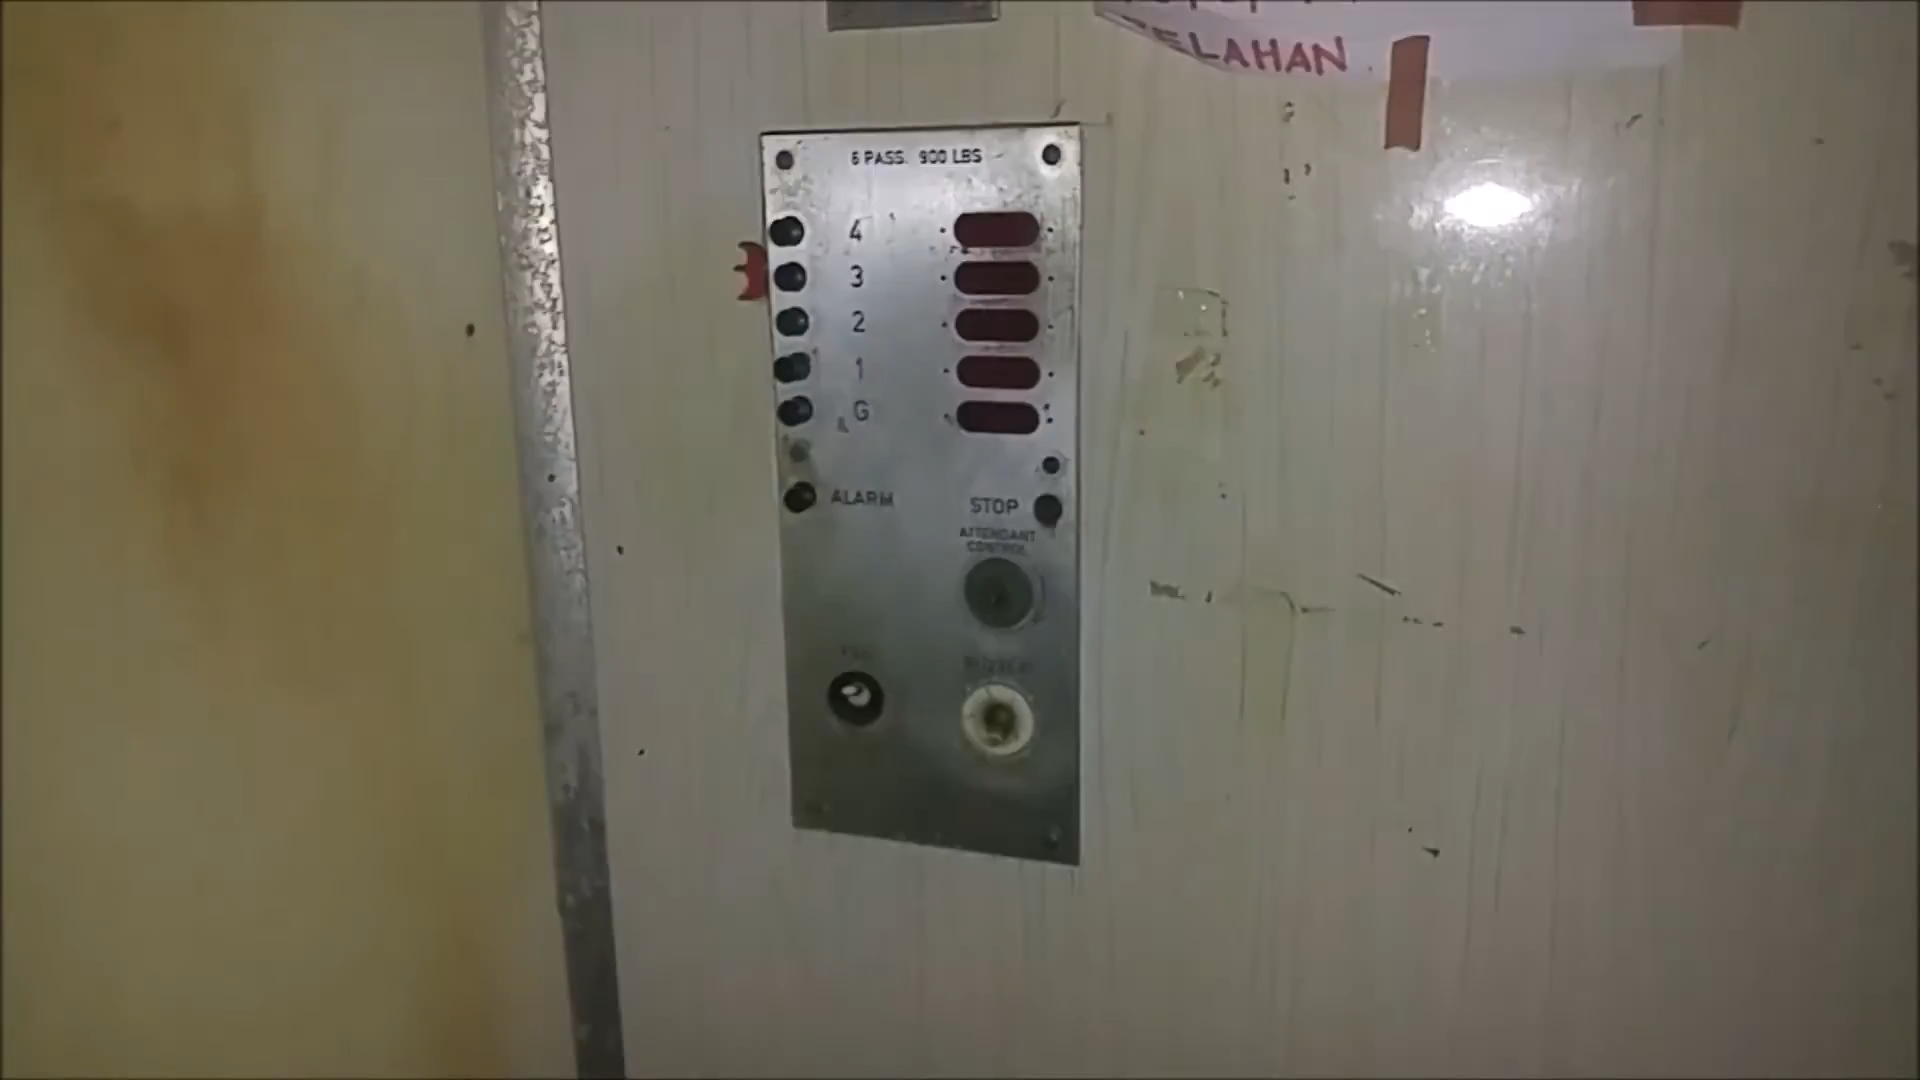 ELAHAN
6 PASS. 900 LBS
4
3
2
1
G
ALARM
STOP
ATTENDANT
CONTROL